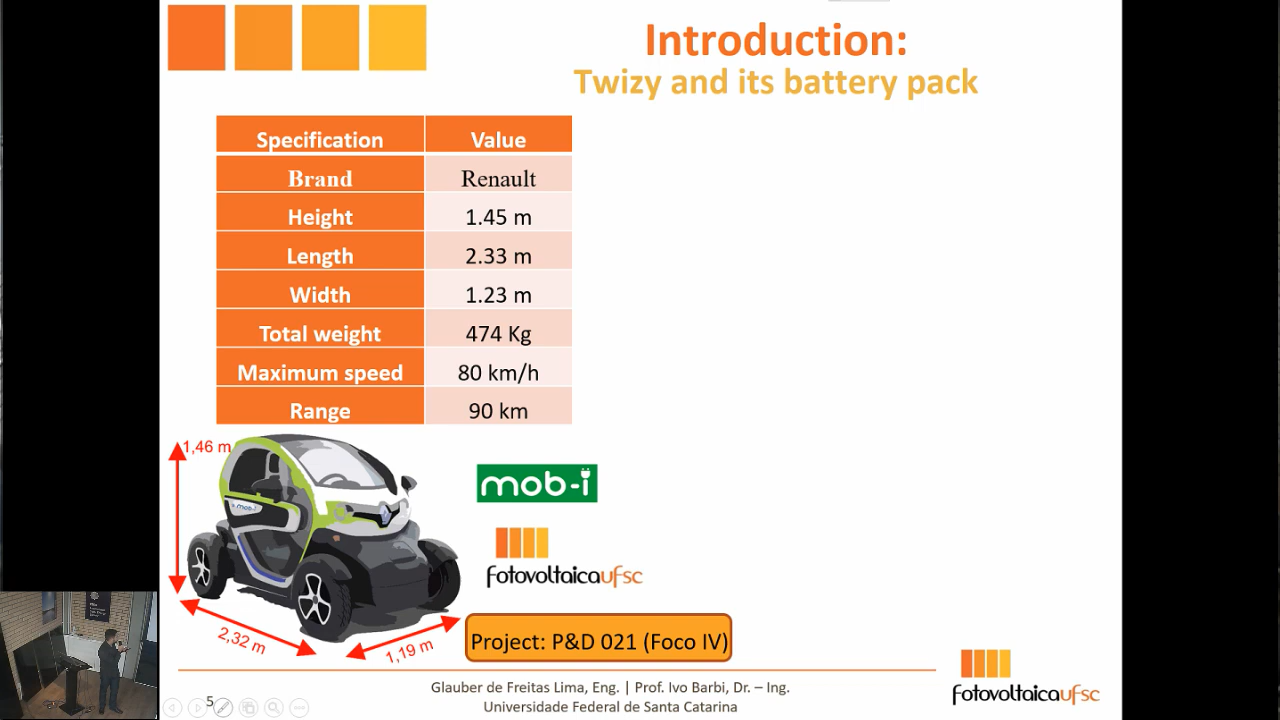 Introduction:
Twizy and its battery pack
Specification Value
Brand Renault
Height 1.45 m
Length 2.33 m
Width 1.23 m
Total weight 474 Kg
Maximum speed 80 km/h
Range 90 km
1,46 m
mob-i
mob-i
fotovoltaicaufsc
2,32 m
1,19 m
Project: P&D 021 (Foco IV)
Glauber de Freitas Lima, Eng. | Prof. Ivo Barbi, Dr. – Ing.
Universidade Federal de Santa Catarina
fotovoltaicaufsc
5